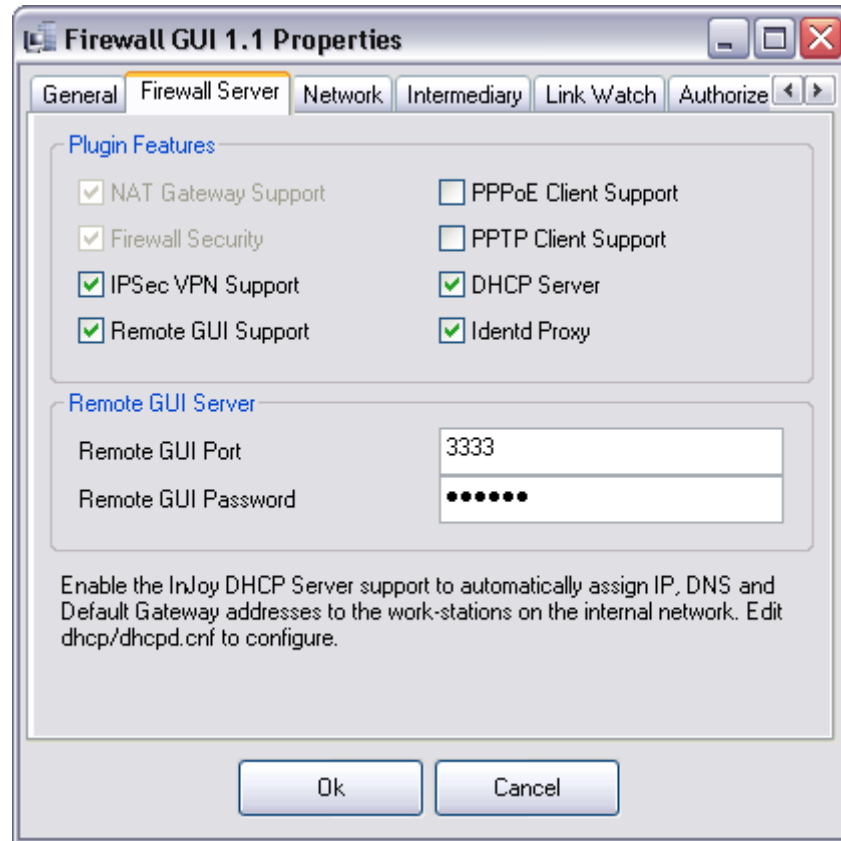 Firewall GUI 1.1 Properties
General Firewall Server Network Intermediary Link Watch Authorize
Plugin Features
NAT Gateway Support PPPoE Client Support
Firewall Security PPTP Client Support
IPSec VPN Support DHCP Server
Remote GUI Support Identd Proxy
Remote GUI Server
Remote GUI Port 3333
Remote GUI Password ••••••
Enable the InJoy DHCP Server support to automatically assign IP, DNS and
Default Gateway addresses to the work-stations on the internal network. Edit
dhcp/dhcpd.cnf to configure.
Ok Cancel